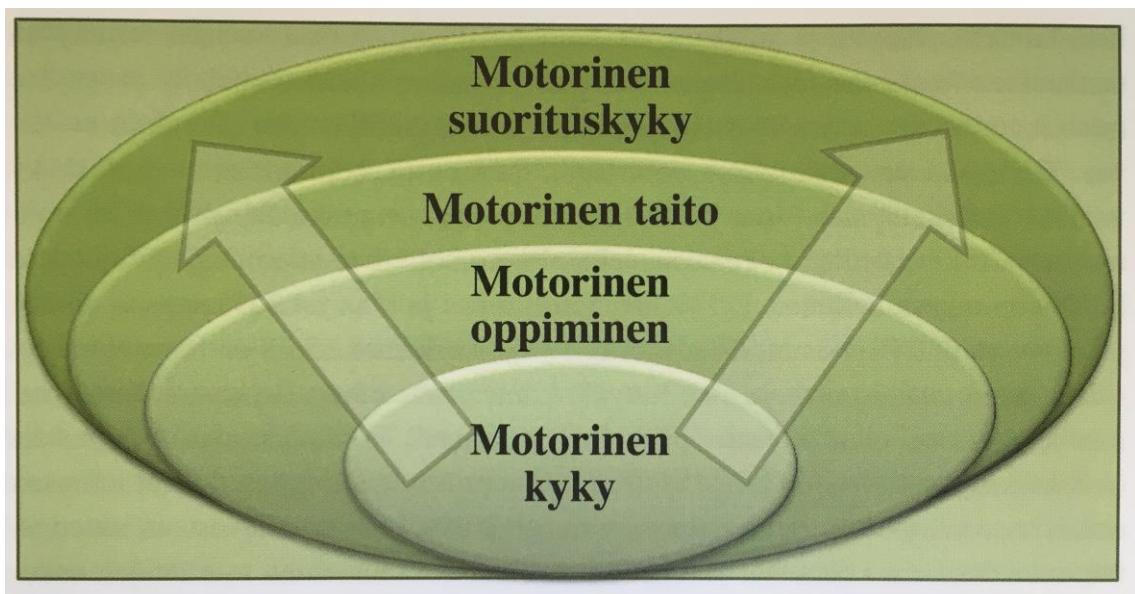 Motorinen
suorituskyky
Motorinen taito
Motorinen
oppiminen
Motorinen
kyky